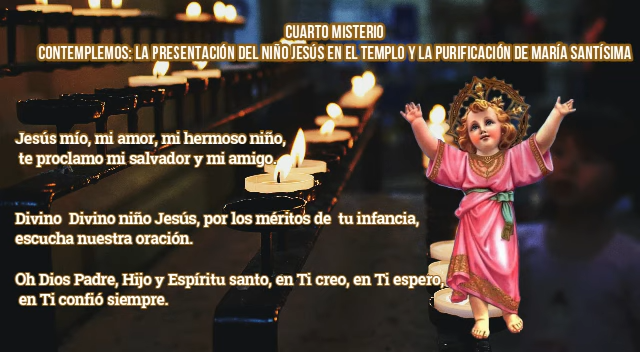 CUARTO MISTERIO
CONTEMPLEMOS: LA PRESENTACIÓN DEL NIÑO JESÚS EN EL TEMPLO Y LA PURIFICACIÓN DE MARÍA SANTÍSIMA
Jesús mío, mi amor, mi hermoso niño,
te proclamo mi salvador y mi amigo.
Divino Divino niño Jesús, por los méritos de tu infancia,
escucha nuestra oración.
Oh Dios Padre, Hijo y Espíritu santo, en Ti creo, en Ti espero,
en Ti confió siempre.